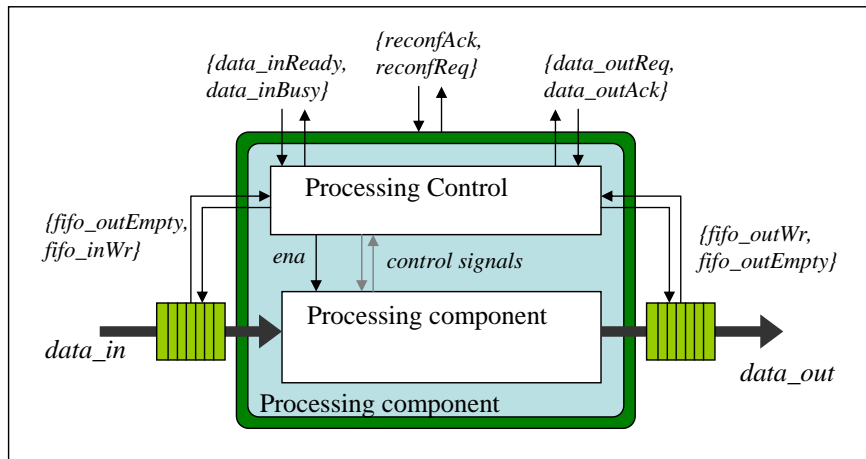 {reconfAck,
reconfReq}
{data_inReady,
data_inBusy}
{data_outReq,
data_outAck}
Processing Control
{fifo_outEmpty,
fifo_inWr}
{fifo_outWr,
fifo_outEmpty}
ena
control signals
Processing component
data_in
data_out
Processing component